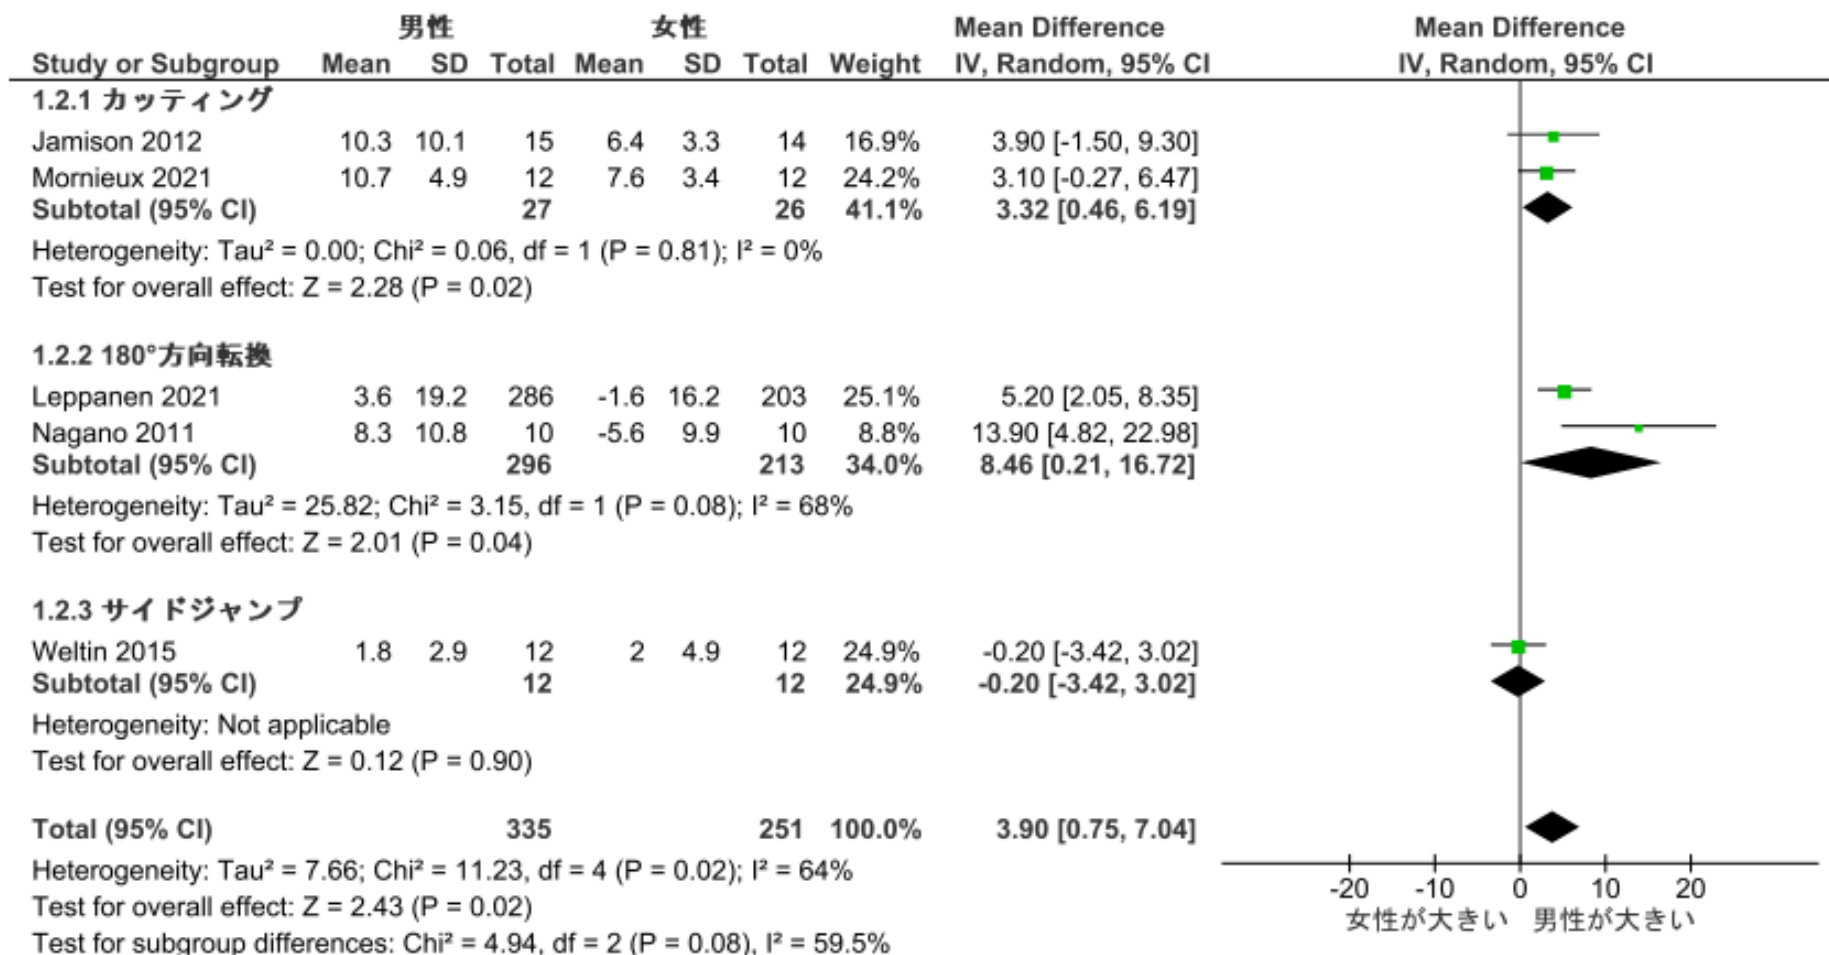 男性 女性 Mean Difference Mean Difference
Study or Subgroup Mean SD Total Mean SD Total Weight IV, Random, 95% CI IV, Random, 95% CI
1.2.1 カッティング
Jamison 2012 10.3 10.1 15 6.4 3.3 14 16.9% 3.90 [-1.50, 9.30]
Mornieux 2021 10.7 4.9 12 7.6 3.4 12 24.2% 3.10 [-0.27, 6.47]
Subtotal (95% CI) 27 26 41.1% 3.32 [0.46, 6.19]
Heterogeneity: Tau² = 0.00; Chi² = 0.06, df = 1 (P = 0.81); I² = 0%
Test for overall effect: Z = 2.28 (P = 0.02)
1.2.2 180°方向転換
Leppanen 2021 3.6 19.2 286 -1.6 16.2 203 25.1% 5.20 [2.05, 8.35]
Nagano 2011 8.3 10.8 10 -5.6 9.9 10 8.8% 13.90 [4.82, 22.98]
Subtotal (95% CI) 296 213 34.0% 8.46 [0.21, 16.72]
Heterogeneity: Tau² = 25.82; Chi² = 3.15, df = 1 (P = 0.08); I² = 68%
Test for overall effect: Z = 2.01 (P = 0.04)
1.2.3 サイドジャンプ
Weltin 2015 1.8 2.9 12 2 4.9 12 24.9% -0.20 [-3.42, 3.02]
Subtotal (95% CI) 12 12 24.9% -0.20 [-3.42, 3.02]
Heterogeneity: Not applicable
Test for overall effect: Z = 0.12 (P = 0.90)
Total (95% CI) 335 251 100.0% 3.90 [0.75, 7.04]
Heterogeneity: Tau² = 7.66; Chi² = 11.23, df = 4 (P = 0.02); I² = 64%
Test for overall effect: Z = 2.43 (P = 0.02)
Test for subgroup differences: Chi² = 4.94, df = 2 (P = 0.08), I² = 59.5%
-20 -10 0 10 20
女性が大きい 男性が大きい